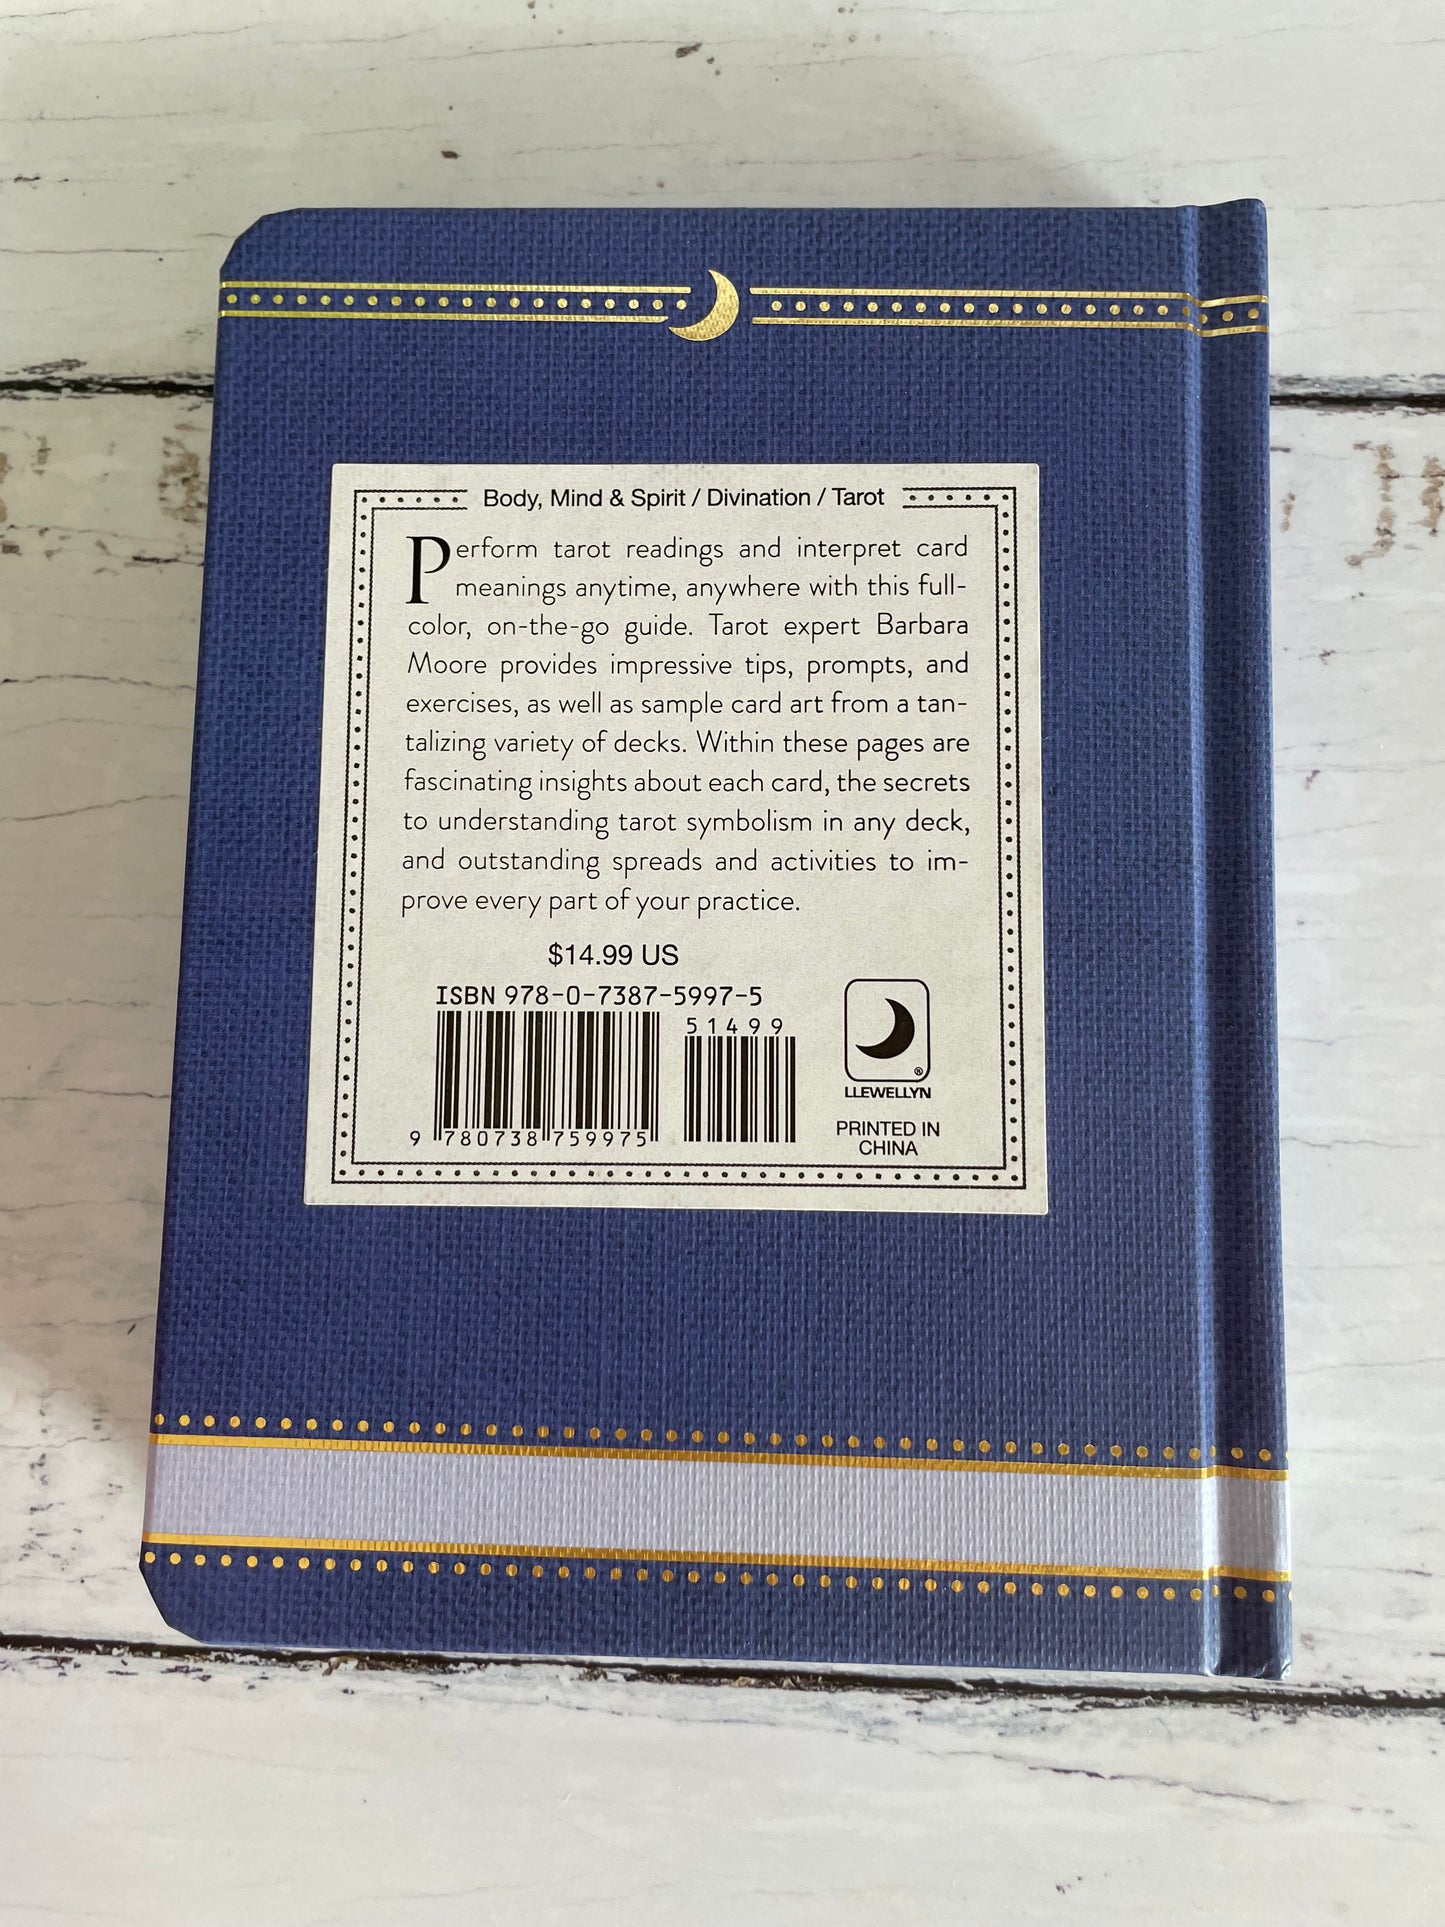 Body, Mind & Spirit / Divination / Tarot
Perform tarot readings and interpret card
meanings anytime, anywhere with this full-
color, on-the-go guide. Tarot expert Barbara
Moore provides impressive tips, prompts, and
exercises, as well as sample card art from a tan-
talizing variety of decks. Within these pages are
fascinating insights about each card, the secrets
to understanding tarot symbolism in any deck,
and outstanding spreads and activities to im-
prove every part of your practice.
$14.99 US
ISBN 978-0-7387-5997-5
51499
9 780738 759975
®
LLEWELLYN
PRINTED IN
CHINA